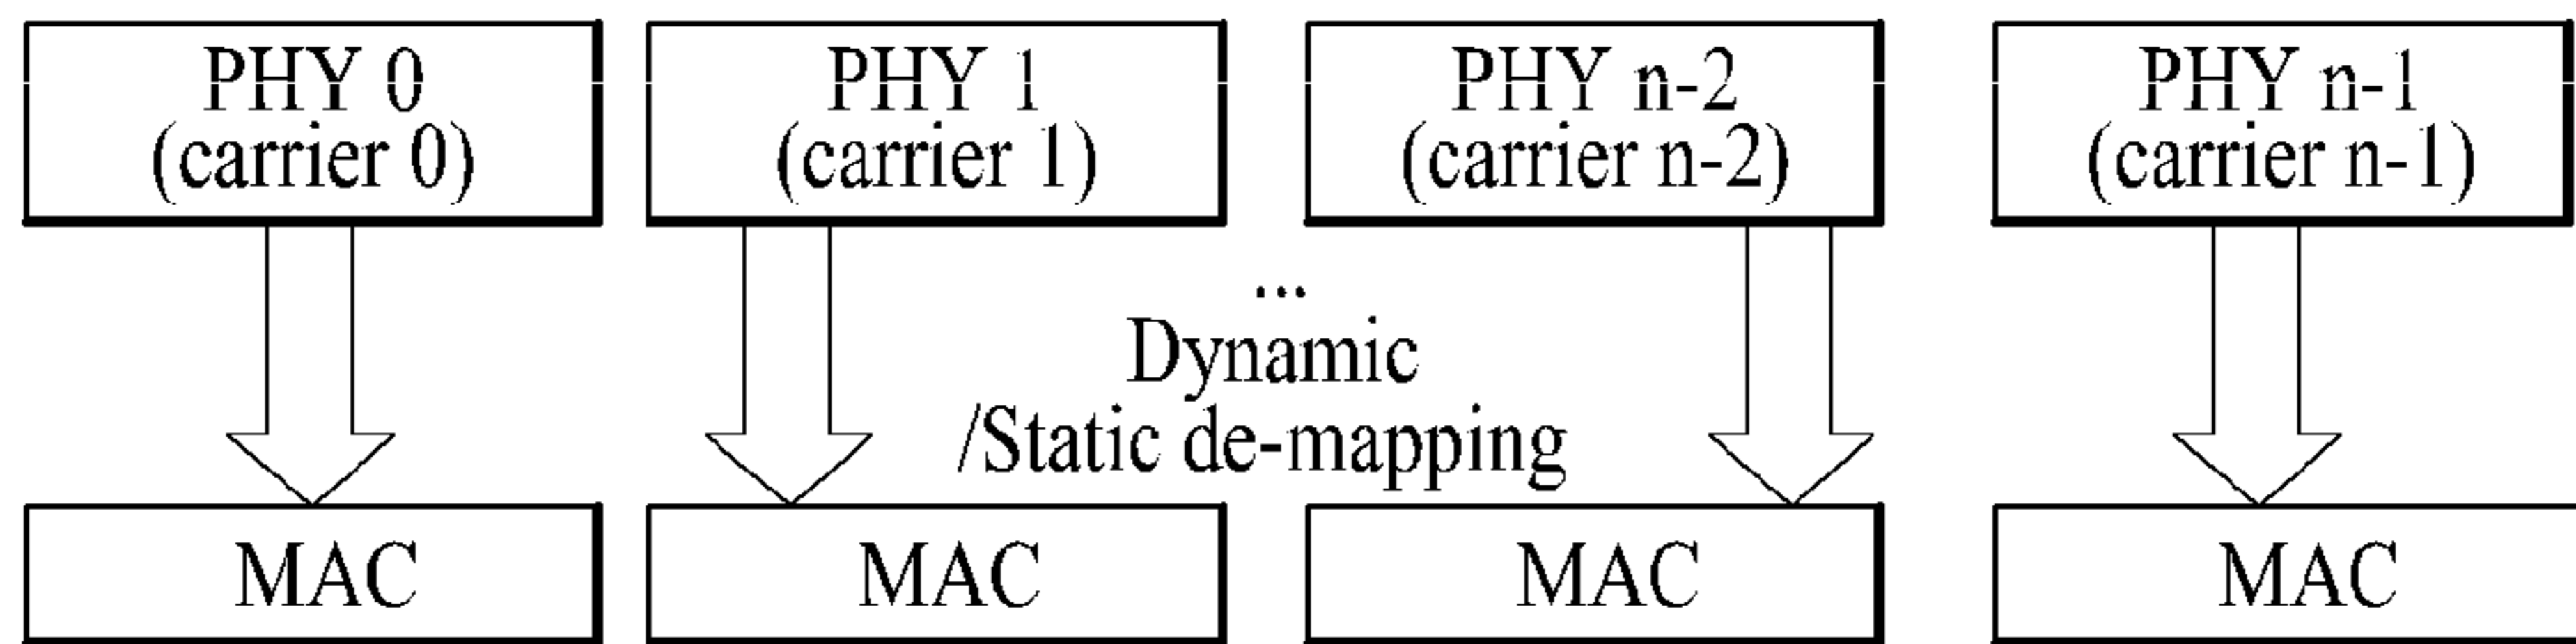 PHY 0
(carrier 0)
PHY 1
(carrier 1)
PHY n-2
(carrier n-2)
PHY n-1
(carrier n-1)
...
Dynamic
/Static de-mapping
MAC
MAC
MAC
MAC